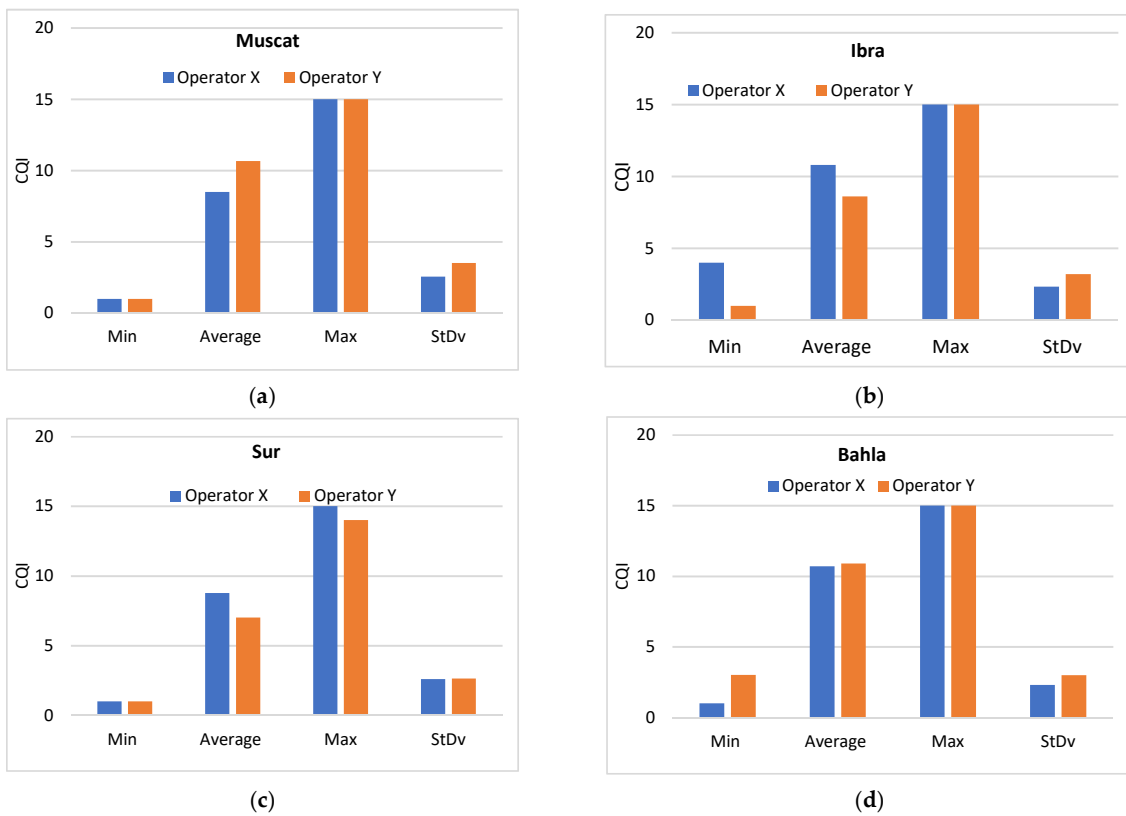 Muscat
Operator X Operator Y
CQI
20
15
10
5
0
Min Average Max StDv
(a)
Ibra
Operator X Operator Y
CQI
20
15
10
5
0
Min Average Max StDv
(b)
Sur
Operator X Operator Y
CQI
20
15
10
5
0
Min Average Max StDv
(c)
Bahla
Operator X Operator Y
CQI
20
15
10
5
0
Min Average Max StDv
(d)